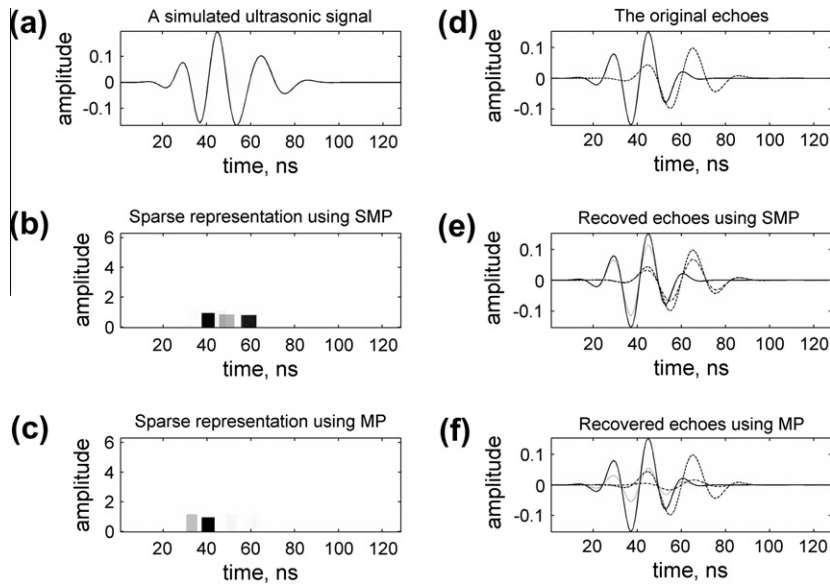 (a)
A simulated ultrasonic signal
amplitude
0.1
0
-0.1
20 40 60 80 100 120
time, ns
(b)
Sparse representation using SMP
amplitude
6
4
2
0
20 40 60 80 100 120
time, ns
(c)
Sparse representation using MP
amplitude
6
4
2
0
20 40 60 80 100 120
time, ns
(d)
The original echoes
amplitude
0.1
0
-0.1
20 40 60 80 100 120
time, ns
(e)
Recoved echoes using SMP
amplitude
0.1
0
-0.1
20 40 60 80 100 120
time, ns
(f)
Recovered echoes using MP
amplitude
0.1
0
-0.1
20 40 60 80 100 120
time, ns